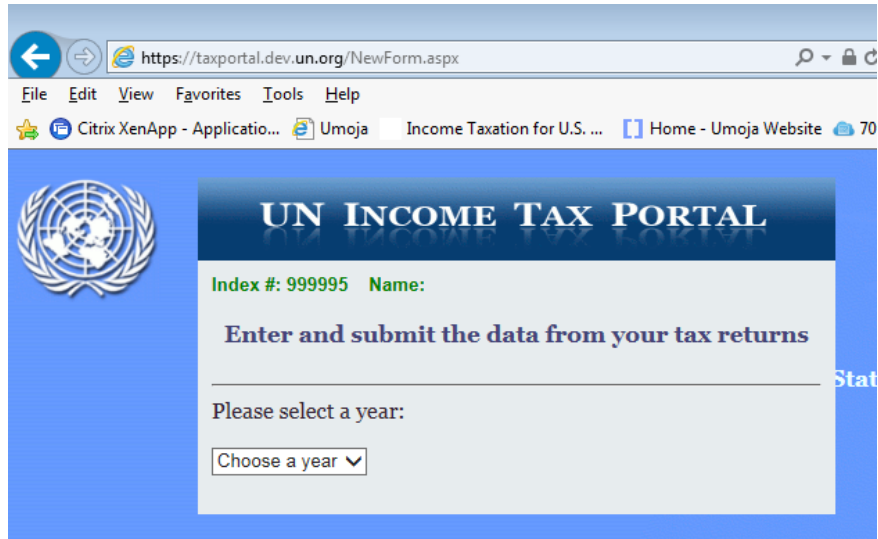 https://taxportal.dev.un.org/NewForm.aspx
File Edit View Favorites Tools Help
Citrix XenApp - Applicatio... Umoja Income Taxation for U.S. ... Home - Umoja Website 70
UN INCOME TAX PORTAL
Index #: 999995 Name:
Enter and submit the data from your tax returns
Stat
Please select a year:
Choose a year